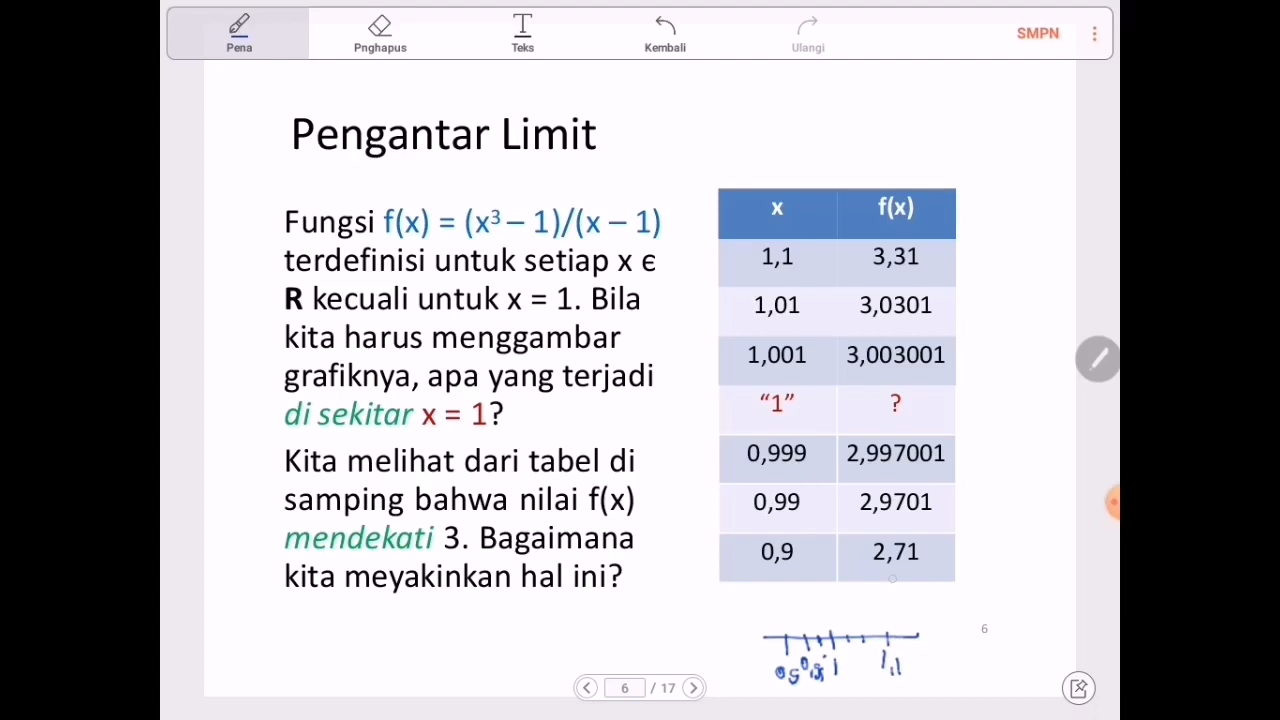 Pena Pnghapus Teks Kembali Ulangi SMPN
Pengantar Limit
Fungsi f(x) = (x³ – 1)/(x – 1)
terdefinisi untuk setiap x є
R kecuali untuk x = 1. Bila
kita harus menggambar
grafiknya, apa yang terjadi
di sekitar x = 1?
Kita melihat dari tabel di
samping bahwa nilai f(x)
mendekati 3. Bagaimana
kita meyakinkan hal ini?
x f(x)
1,1 3,31
1,01 3,0301
1,001 3,003001
“1” ?
0,999 2,997001
0,99 2,9701
0,9 2,71
6
1 1,1
6 / 17